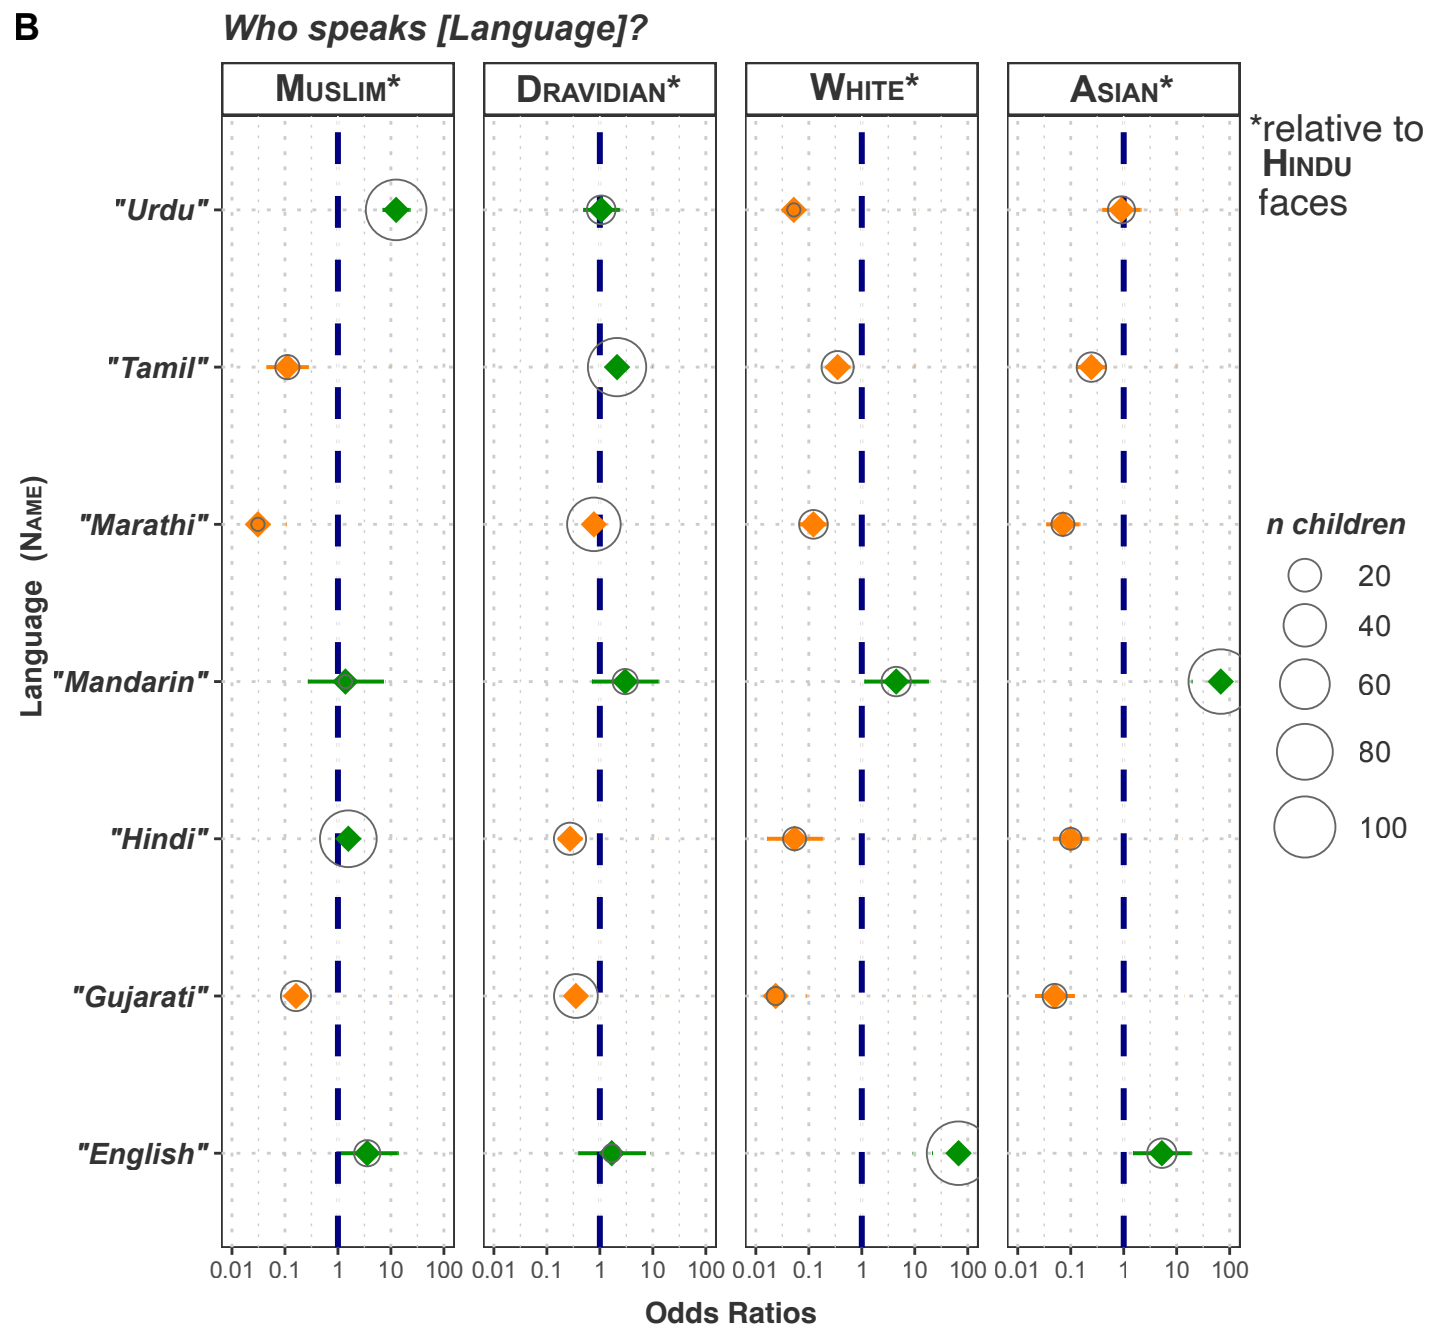 B
Who speaks [Language]?
MUSLIM*
DRAVIDIAN*
WHITE*
ASIAN*
*relative to
HINDU
faces
Language (NAME)
"Urdu"
"Tamil"
"Marathi"
"Mandarin"
"Hindi"
"Gujarati"
"English"
n children
20
40
60
80
100
0.01 0.1 1 10 100
0.01 0.1 1 10 100
0.01 0.1 1 10 100
0.01 0.1 1 10 100
Odds Ratios